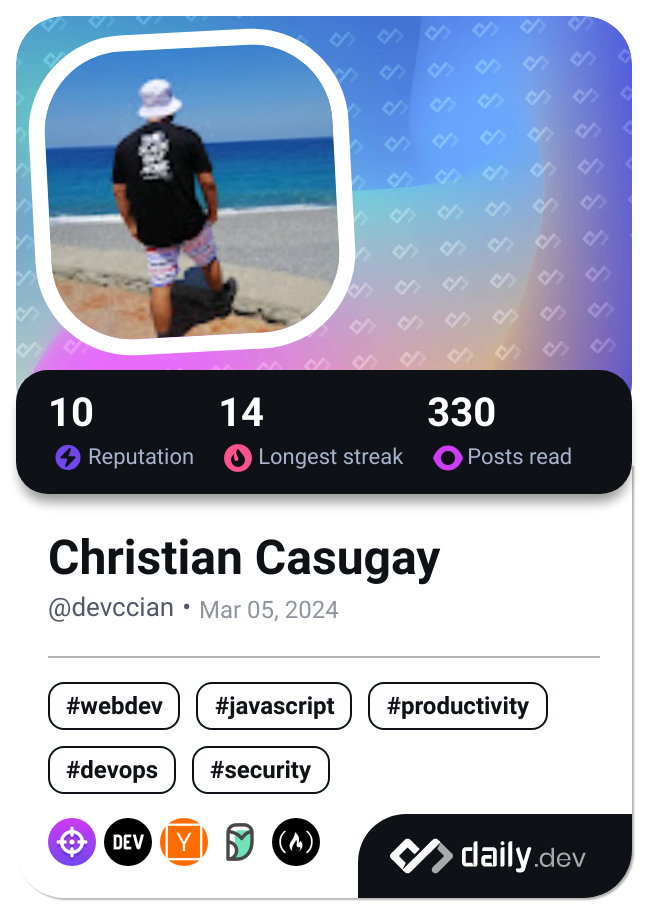 10 14 330
Reputation Longest streak Posts read
Christian Casugay
@devccian • Mar 05, 2024
#webdev #javascript #productivity
#devops #security
DEV Y
daily.dev